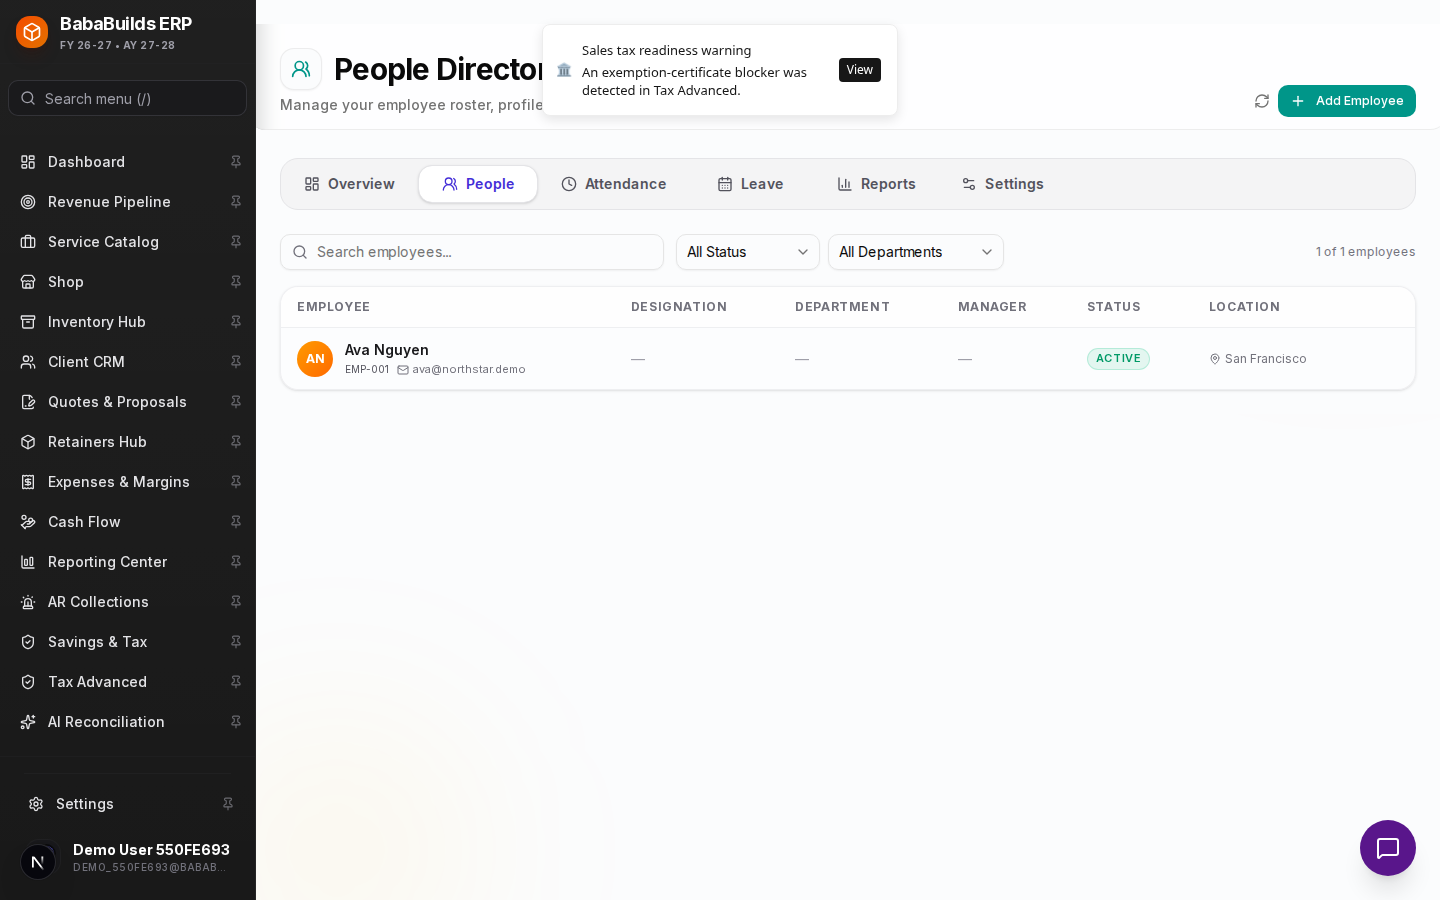 BabaBuilds ERP
FY 26-27 • AY 27-28
Search menu (/)
Dashboard
Revenue Pipeline
Service Catalog
Shop
Inventory Hub
Client CRM
Quotes & Proposals
Retainers Hub
Expenses & Margins
Cash Flow
Reporting Center
AR Collections
Savings & Tax
Tax Advanced
AI Reconciliation
Settings
Demo User 550FE693
DEMO_550FE693@BABAB...
People Director
Manage your employee roster, profile
Sales tax readiness warning
An exemption-certificate blocker was
detected in Tax Advanced.
View
Add Employee
Overview
People
Attendance
Leave
Reports
Settings
Search employees...
All Status
All Departments
1 of 1 employees
EMPLOYEE DESIGNATION DEPARTMENT MANAGER STATUS LOCATION
AN
Ava Nguyen
EMP-001 ava@northstar.demo
— — —
ACTIVE
San Francisco